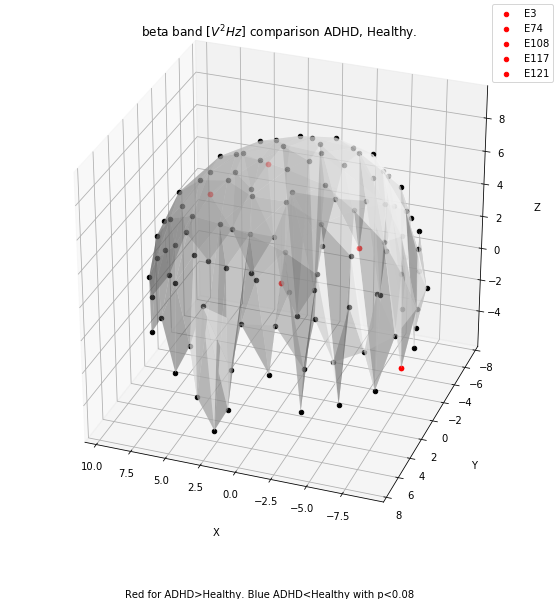 beta band [V²Hz] comparison ADHD, Healthy.
E3
E74
E108
E117
E121
8
6
4
2
0
−2
−4
Z
−8
−6
−4
−2
0
2
4
6
8
Y
10.0
7.5
5.0
2.5
0.0
−2.5
−5.0
−7.5
X
Red for ADHD>Healthy. Blue ADHD<Healthy with p<0.08